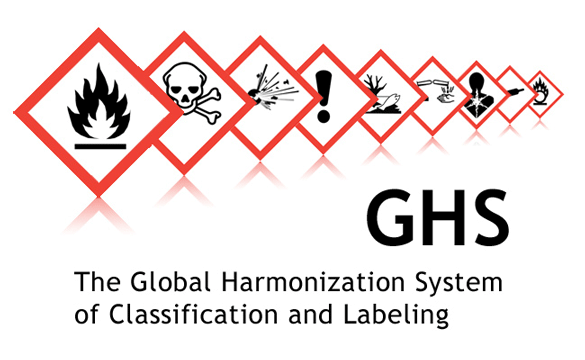 GHS
The Global Harmonization System
of Classification and Labeling